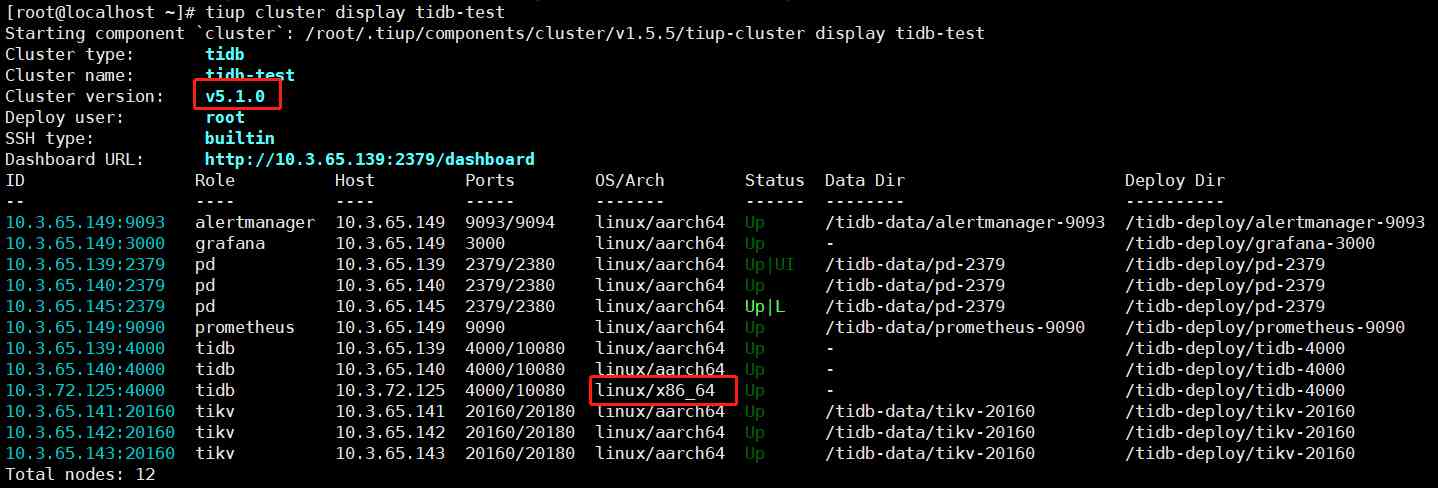 [root@localhost ~]# tiup cluster display tidb-test
Starting component `cluster`: /root/.tiup/components/cluster/v1.5.5/tiup-cluster display tidb-test
Cluster type:       tidb
Cluster name:       tidb-test
Cluster version:    v5.1.0
Deploy user:        root
SSH type:           builtin
Dashboard URL:      http://10.3.65.139:2379/dashboard
ID                 Role          Host         Ports        OS/Arch        Status  Data Dir                      Deploy Dir
--                 ----          ----         -----        -------        ------  --------                      ----------
10.3.65.149:9093   alertmanager  10.3.65.149  9093/9094    linux/aarch64  Up      /tidb-data/alertmanager-9093  /tidb-deploy/alertmanager-9093
10.3.65.149:3000   grafana       10.3.65.149  3000         linux/aarch64  Up      -                             /tidb-deploy/grafana-3000
10.3.65.139:2379   pd            10.3.65.139  2379/2380    linux/aarch64  Up|UI   /tidb-data/pd-2379            /tidb-deploy/pd-2379
10.3.65.140:2379   pd            10.3.65.140  2379/2380    linux/aarch64  Up      /tidb-data/pd-2379            /tidb-deploy/pd-2379
10.3.65.145:2379   pd            10.3.65.145  2379/2380    linux/aarch64  Up|L    /tidb-data/pd-2379            /tidb-deploy/pd-2379
10.3.65.149:9090   prometheus    10.3.65.149  9090         linux/aarch64  Up      /tidb-data/prometheus-9090    /tidb-deploy/prometheus-9090
10.3.65.139:4000   tidb          10.3.65.139  4000/10080   linux/aarch64  Up      -                             /tidb-deploy/tidb-4000
10.3.65.140:4000   tidb          10.3.65.140  4000/10080   linux/aarch64  Up      -                             /tidb-deploy/tidb-4000
10.3.72.125:4000   tidb          10.3.72.125  4000/10080   linux/x86_64   Up      -                             /tidb-deploy/tidb-4000
10.3.65.141:20160  tikv          10.3.65.141  20160/20180  linux/aarch64  Up      /tidb-data/tikv-20160         /tidb-deploy/tikv-20160
10.3.65.142:20160  tikv          10.3.65.142  20160/20180  linux/aarch64  Up      /tidb-data/tikv-20160         /tidb-deploy/tikv-20160
10.3.65.143:20160  tikv          10.3.65.143  20160/20180  linux/aarch64  Up      /tidb-data/tikv-20160         /tidb-deploy/tikv-20160
Total nodes: 12